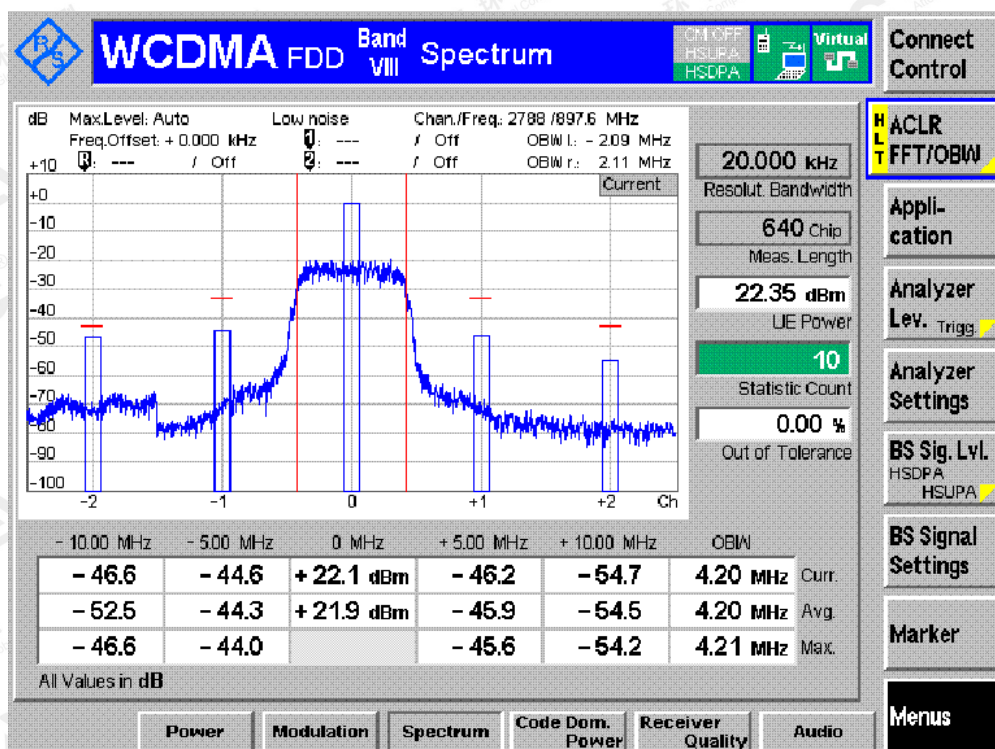 R S
WCDMA FDD Band VIII Spectrum
CMI OFF
HSUPA
HSDPA
Virtual
Connect Control
dB Max.Level: Auto Low noise Chan./Freq.: 2788 /897.6 MHz
Freq.Offset: + 0.000 kHz 1: --- / Off OBW l.: - 2.09 MHz
R: --- / Off 2: --- / Off OBW r.: 2.11 MHz
Current
+10
+0
-10
-20
-30
-40
-50
-60
-70
-80
-90
-100
-2 -1 0 +1 +2 Ch
20.000 kHz
Resolut. Bandwidth
640 Chip
Meas. Length
22.35 dBm
UE Power
10
Statistic Count
0.00 %
Out of Tolerance
- 10.00 MHz - 5.00 MHz 0 MHz + 5.00 MHz + 10.00 MHz OBW
- 46.6 - 44.6 + 22.1 dBm - 46.2 - 54.7 4.20 MHz Curr.
- 52.5 - 44.3 + 21.9 dBm - 45.9 - 54.5 4.20 MHz Avg.
- 46.6 - 44.0 - 45.6 - 54.2 4.21 MHz Max.
All Values in dB
HLT
ACLR
FFT/OBW
Appli-
cation
Analyzer
Lev. Trigg.
Analyzer
Settings
BS Sig. Lvl.
HSDPA
HSUPA
BS Signal
Settings
Marker
Menus
Power Modulation Spectrum Code Dom. Power Receiver Quality Audio